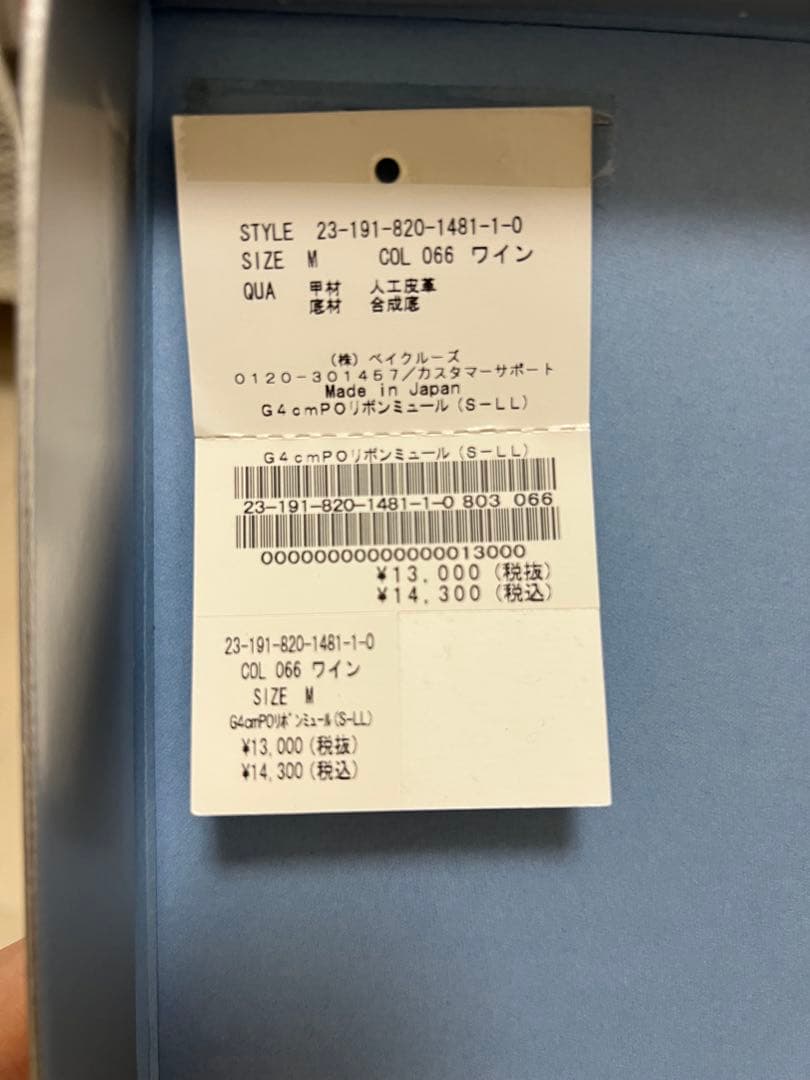 STYLE 23-191-820-1481-1-0
SIZE M COL 066 ワイン
QUA 甲材 人工皮革
底材 合成底
(株) ベイクルーズ
0120-301457/カスタマーサポート
Made in Japan
G4cmPOリボンミュール(S-LL)
G4cmPOリボンミュール(S-LL)
23-191-820-1481-1-0 803 066
00000000000000013000
¥13,000(税抜)
¥14,300(税込)
23-191-820-1481-1-0
COL 066 ワイン
SIZE M
G4cmPOリボンミュール(S-LL)
¥13,000(税抜)
¥14,300(税込)